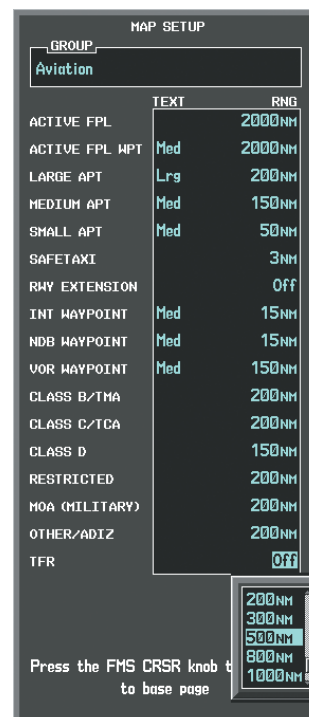 MAP SETUP
GROUP
Aviation
TEXT RNG
ACTIVE FPL 2000NM
ACTIVE FPL WPT Med 2000NM
LARGE APT Lrg 200NM
MEDIUM APT Med 150NM
SMALL APT Med 50NM
SAFETAXI 3NM
RWY EXTENSION Off
INT WAYPOINT Med 15NM
NDB WAYPOINT Med 15NM
VOR WAYPOINT Med 150NM
CLASS B/TMA 200NM
CLASS C/TCA 200NM
CLASS D 150NM
RESTRICTED 200NM
MOA (MILITARY) 200NM
OTHER/ADIZ 200NM
TFR Off
200NM
300NM
500NM
800NM
1000NM
Press the FMS CRSR knob t
to base page